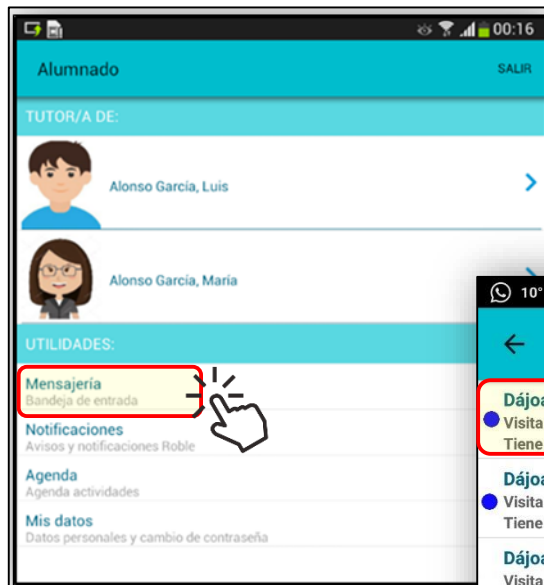 00:16
Alumnado
SALIR
TUTOR/A DE:
Alonso García, Luis
Alonso García, María
UTILIDADES:
Mensajería
Bandeja de entrada
Notificaciones
Avisos y notificaciones Roble
Agenda
Agenda actividades
Mis datos
Datos personales y cambio de contraseña
10°
Dájoa
Visita
Tiene
Dájoa
Visita
Tiene
Dájoa
Visita